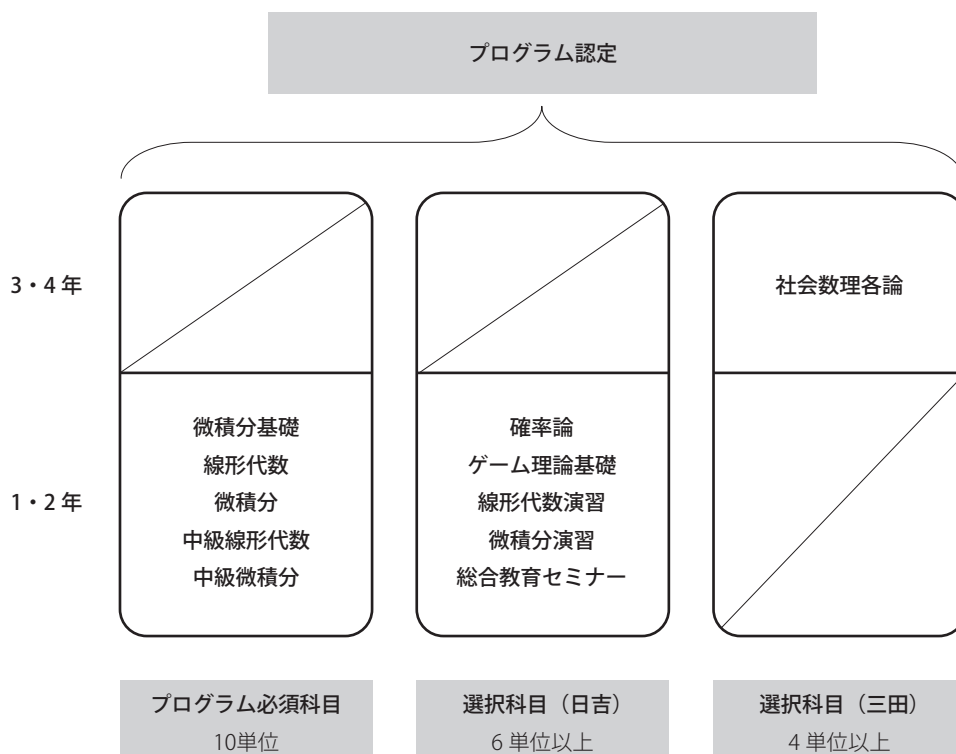 プログラム認定
3・4 年
社会数理各論
1・2 年
微積分基礎
線形代数
微積分
中級線形代数
中級微積分
確率論
ゲーム理論基礎
線形代数演習
微積分演習
総合教育セミナー
プログラム必須科目
10単位
選択科目（日吉）
6 単位以上
選択科目（三田）
4 単位以上